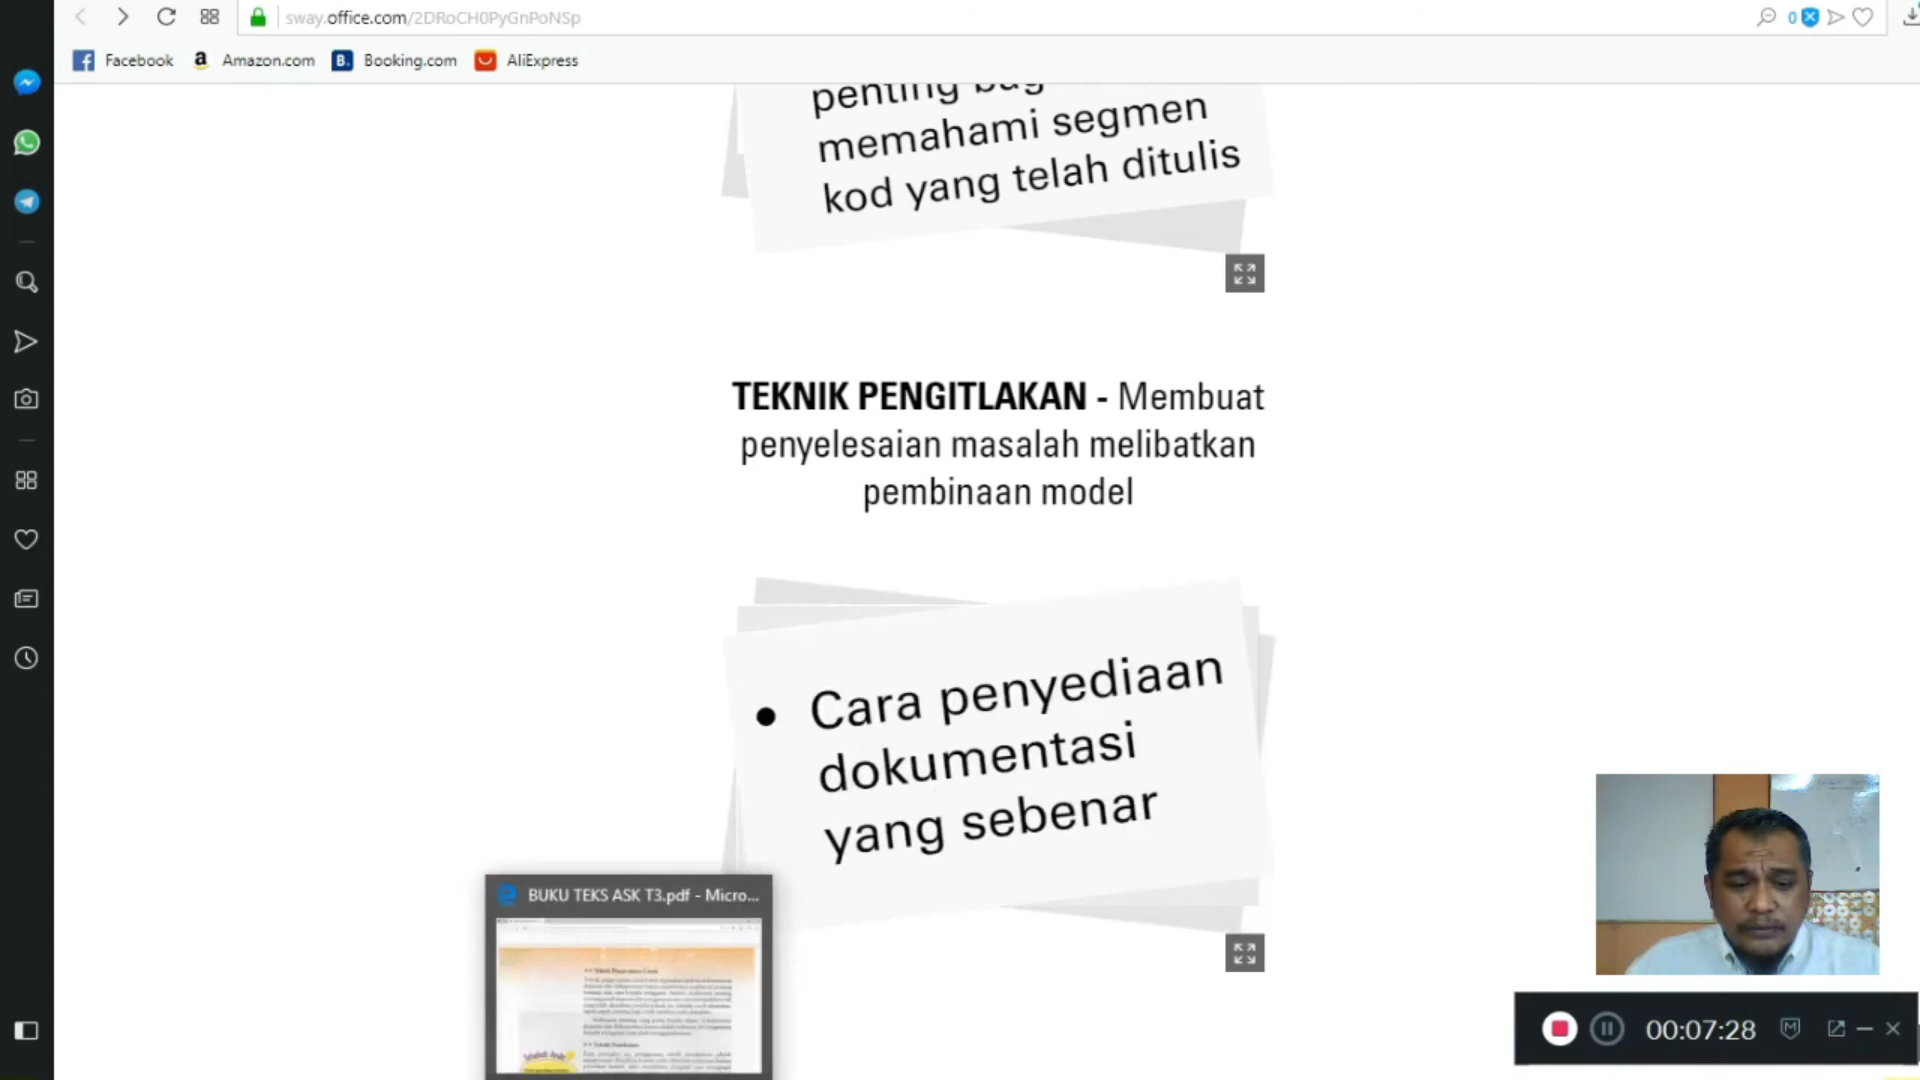 sway.office.com/2DRoCH0PyGnPoNSp
0
Facebook
Amazon.com
Booking.com
AliExpress
penting
memahami segmen
kod yang telah ditulis
TEKNIK PENGITLAKAN - Membuat
penyelesaian masalah melibatkan
pembinaan model
• Cara penyediaan
dokumentasi
yang sebenar
BUKU TEKS ASK T3.pdf - Micro...
00:07:28